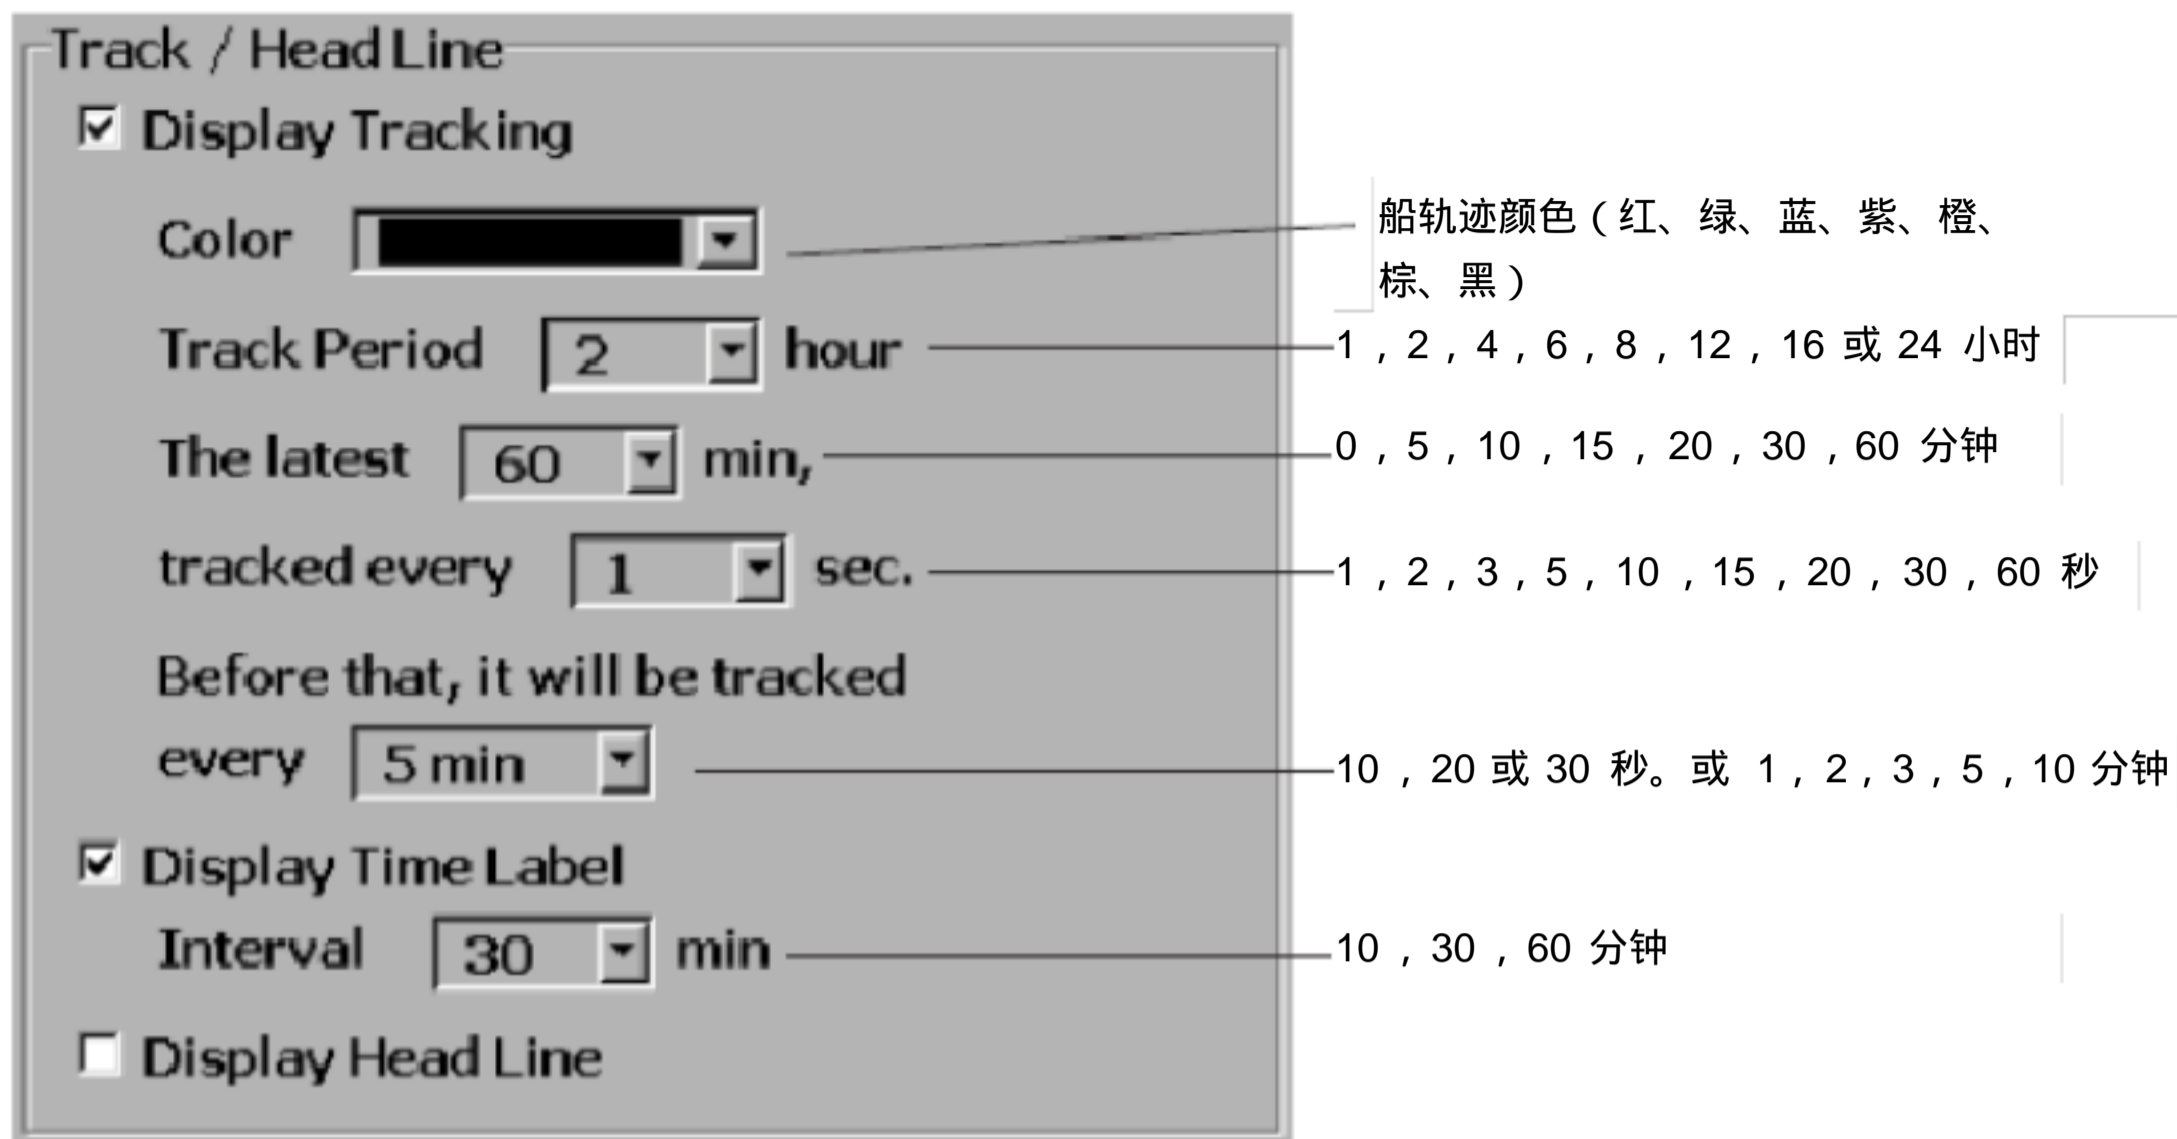 Track / Head Line
Display Tracking
Color
船轨迹颜色（红、绿、蓝、紫、橙、
棕、黑）
Track Period 2 hour 1，2，4，6，8，12，16 或 24 小时
The latest 60 min, 0，5，10，15，20，30，60 分钟
tracked every 1 sec. 1，2，3，5，10，15，20，30，60 秒
Before that, it will be tracked
every 5 min 10，20 或 30 秒。或 1，2，3，5，10 分钟
Display Time Label
Interval 30 min 10，30，60 分钟
Display Head Line